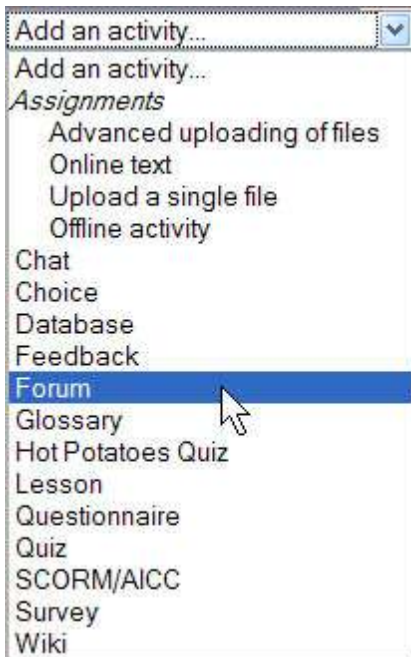 Add an activity...
Add an activity...
Assignments
Advanced uploading of files
Online text
Upload a single file
Offline activity
Chat
Choice
Database
Feedback
Forum
Glossary
Hot Potatoes Quiz
Lesson
Questionnaire
Quiz
SCORM/AICC
Survey
Wiki